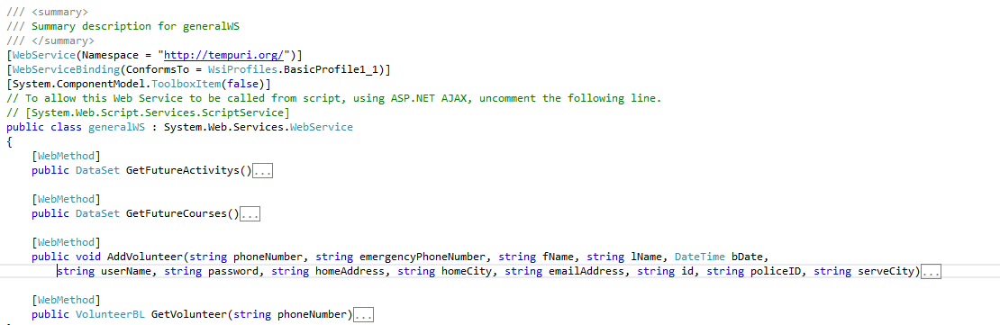 /// <summary>
/// Summary description for generalWS
/// </summary>
[WebService(Namespace = "http://tempuri.org/")]
[WebServiceBinding(ConformsTo = WsiProfiles.BasicProfile1_1)]
[System.ComponentModel.ToolboxItem(false)]
// To allow this Web Service to be called from script, using ASP.NET AJAX, uncomment the following line.
// [System.Web.Script.Services.ScriptService]
public class generalWS : System.Web.Services.WebService
{
[WebMethod]
public DataSet GetFutureActivitys()...
[WebMethod]
public DataSet GetFutureCourses()...
[WebMethod]
public void AddVolunteer(string phoneNumber, string emergencyPhoneNumber, string fName, string lName, DateTime bDate,
string userName, string password, string homeAddress, string homeCity, string emailAddress, string id, string policeID, string serveCity)...
[WebMethod]
public VolunteerBL GetVolunteer(string phoneNumber)...